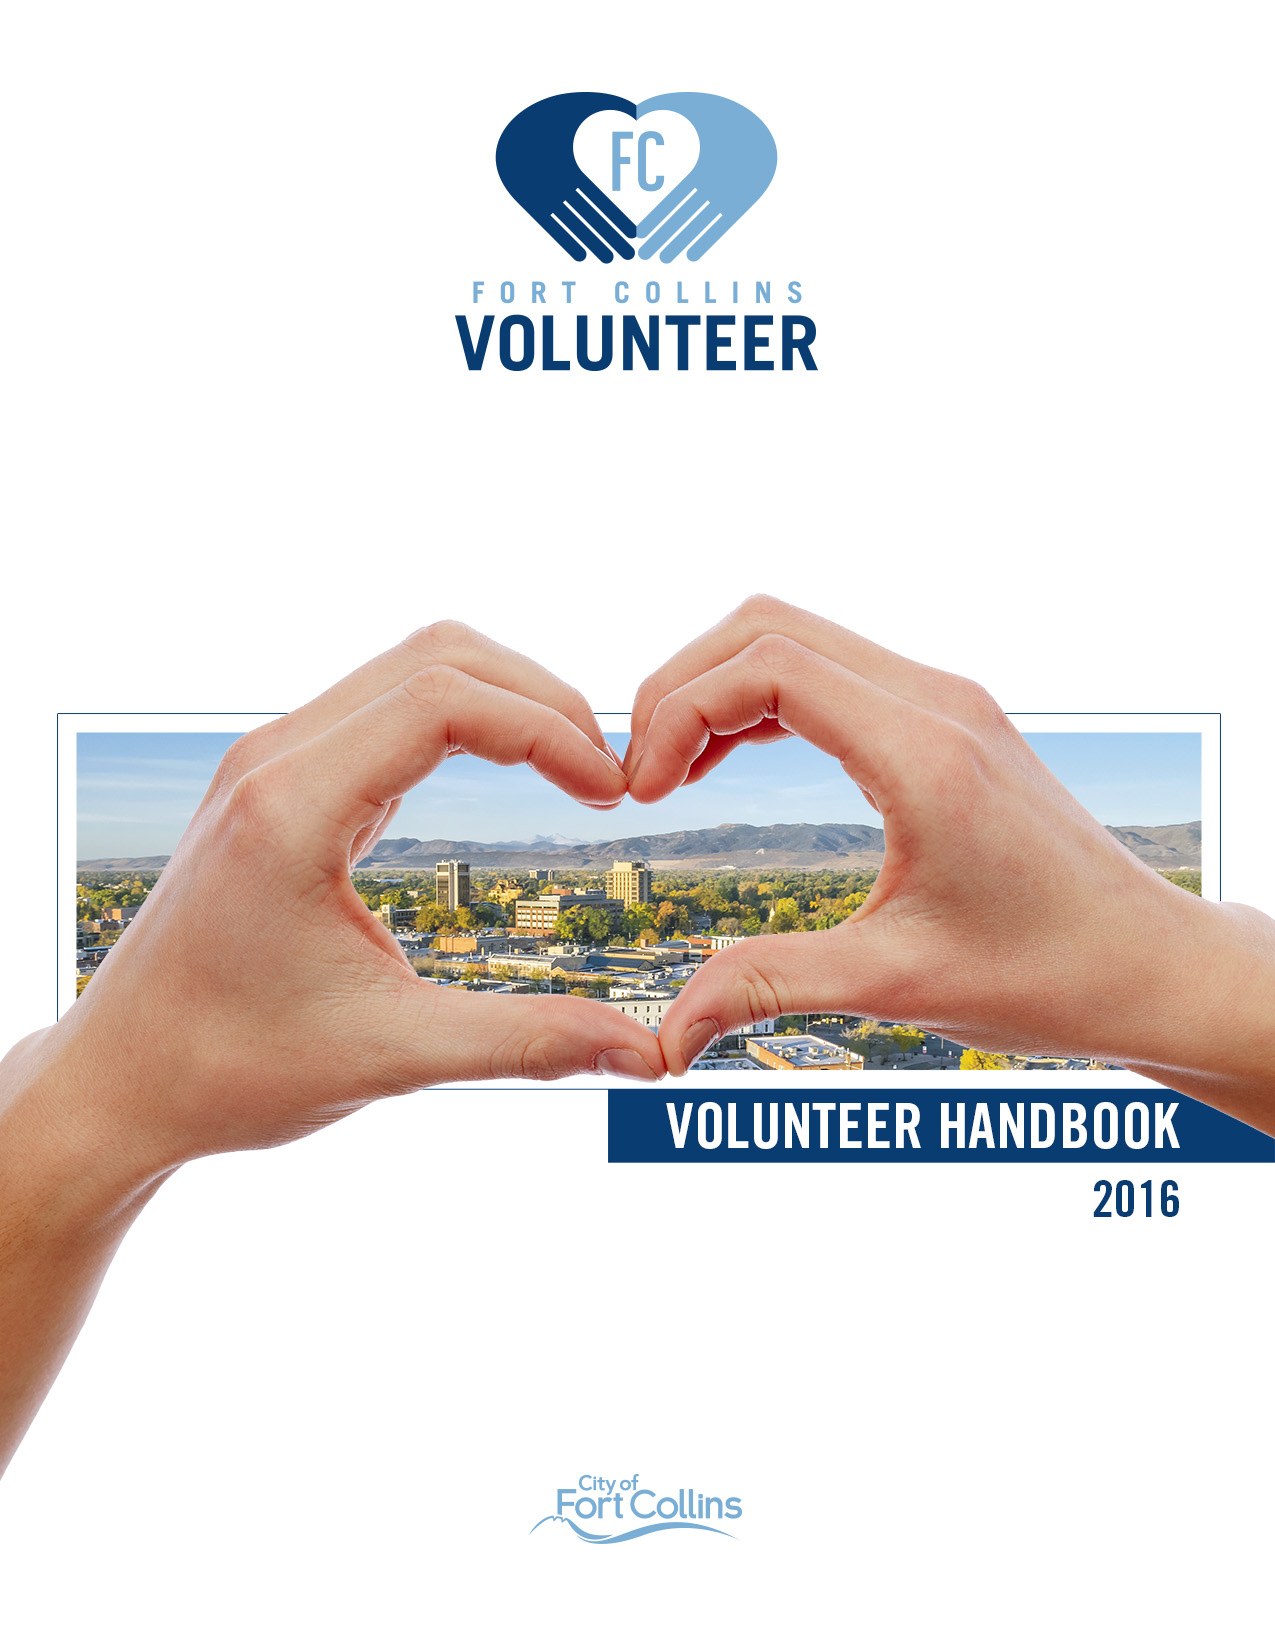 FC
FORT COLLINS
VOLUNTEER
VOLUNTEER HANDBOOK
2016
City of
Fort Collins